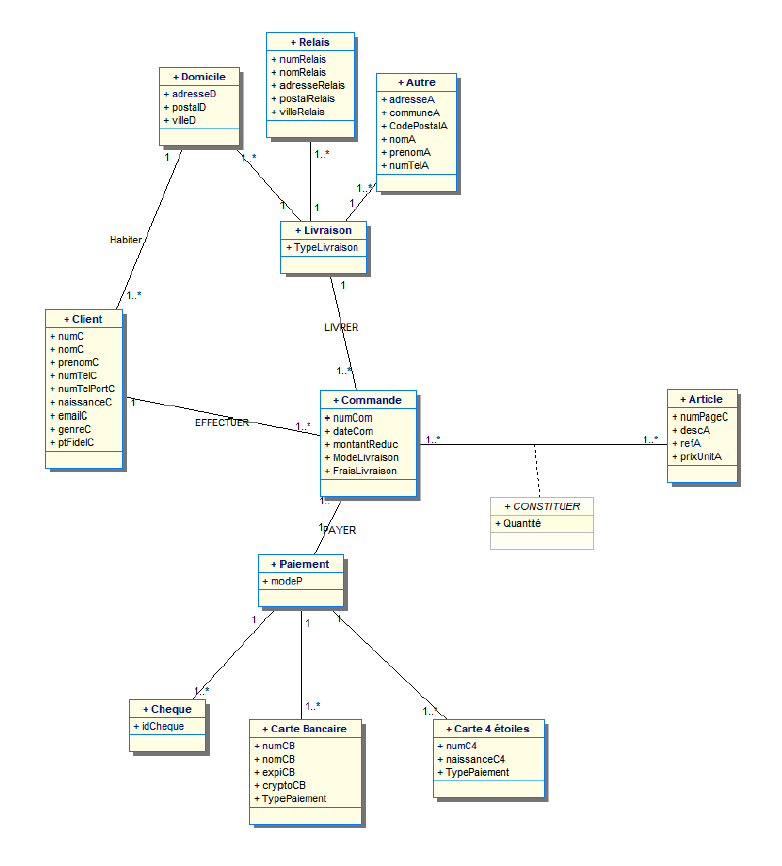 + Relais
+ numRelais
+ nomRelais
+ adresseRelais
+ postalRelais
+ villeRelais
+ Domicile
+ adresseD
+ postalD
+ villeD
+ Autre
+ adresseA
+ communeA
+ CodePostalA
+ nomA
+ prenomA
+ numTelA
1
1..*
1..*
1..*
1
1
1
+ Livraison
+ TypeLivraison
Habiter
1
1..*
LIVRER
1..*
+ Client
+ numC
+ nomC
+ prenomC
+ numTelC
+ numTelPortC
+ naissanceC
+ emailC
+ genreC
+ ptFidelC
1
EFFECTUER
1..*
+ Commande
+ numCom
+ dateCom
+ montantReduc
+ ModeLivraison
+ FraisLivraison
1..*
1..*
+ Article
+ numPageC
+ descA
+ refA
+ prixUnitA
+ CONSTITUER
+ Quantité
1..
1
PAYER
+ Paiement
+ modeP
1
1
1
1..*
1..*
1..*
+ Cheque
+ idCheque
+ Carte Bancaire
+ numCB
+ nomCB
+ expiCB
+ cryptoCB
+ TypePaiement
+ Carte 4 étoiles
+ numC4
+ naissanceC4
+ TypePaiement